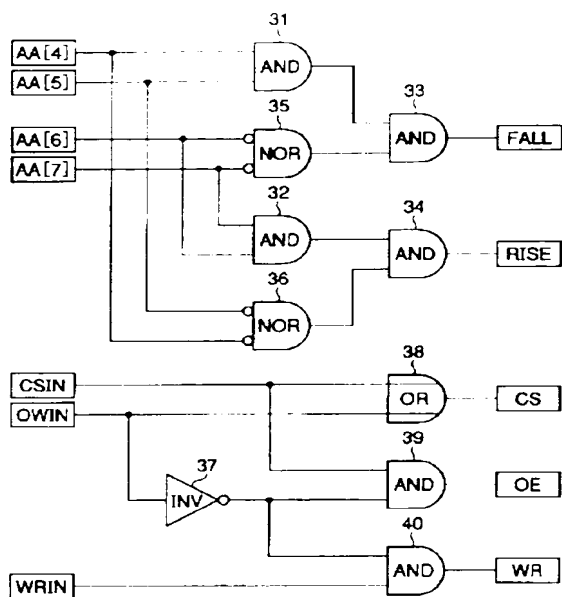 31
AA[4]
AND
AA[5]
33
35
AND
FALL
AA[6]
NOR
AA[7]
32
34
AND
AND
RISE
36
NOR
38
CSIN
OR
CS
OWIN
39
37
AND
OE
INV
40
AND
WR
WRIN